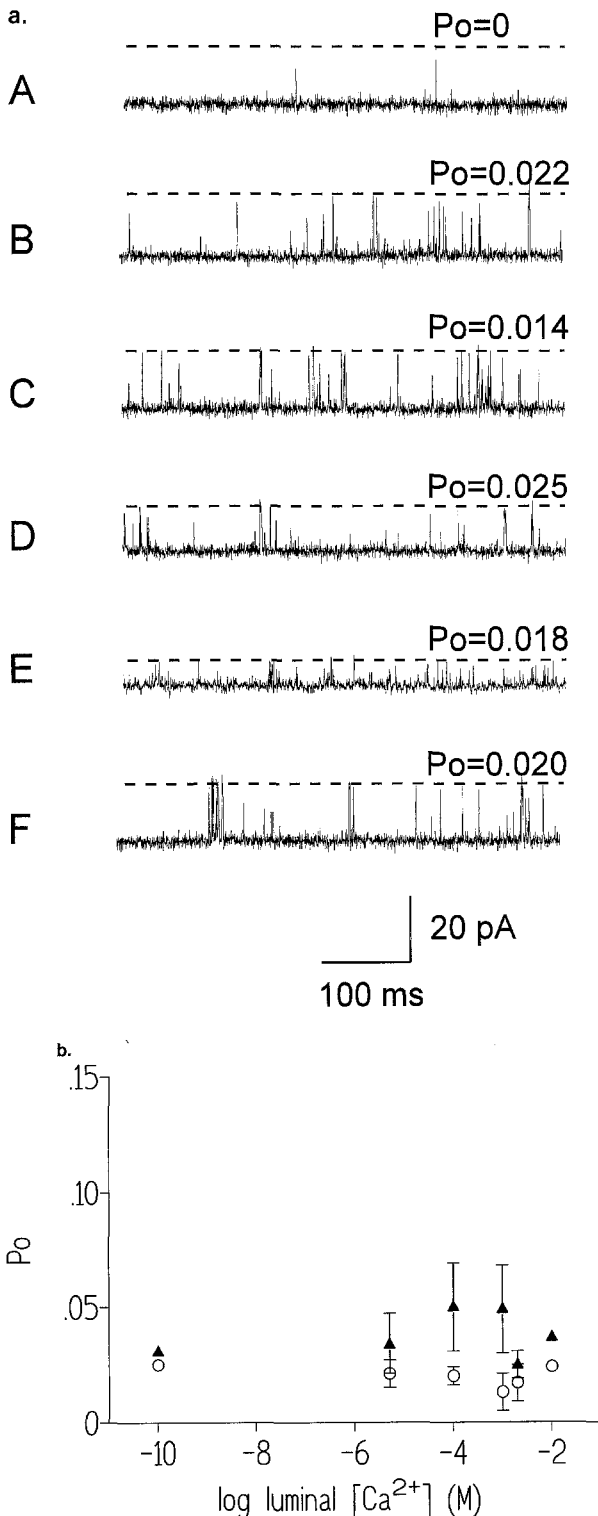 a.
Po=0
A
Po=0.022
B
Po=0.014
C
Po=0.025
D
Po=0.018
E
Po=0.020
F
20 pA
100 ms
b.
.15
.10
.05
0
Po
-10 -8 -6 -4 -2
log luminal [Ca²⁺] (M)